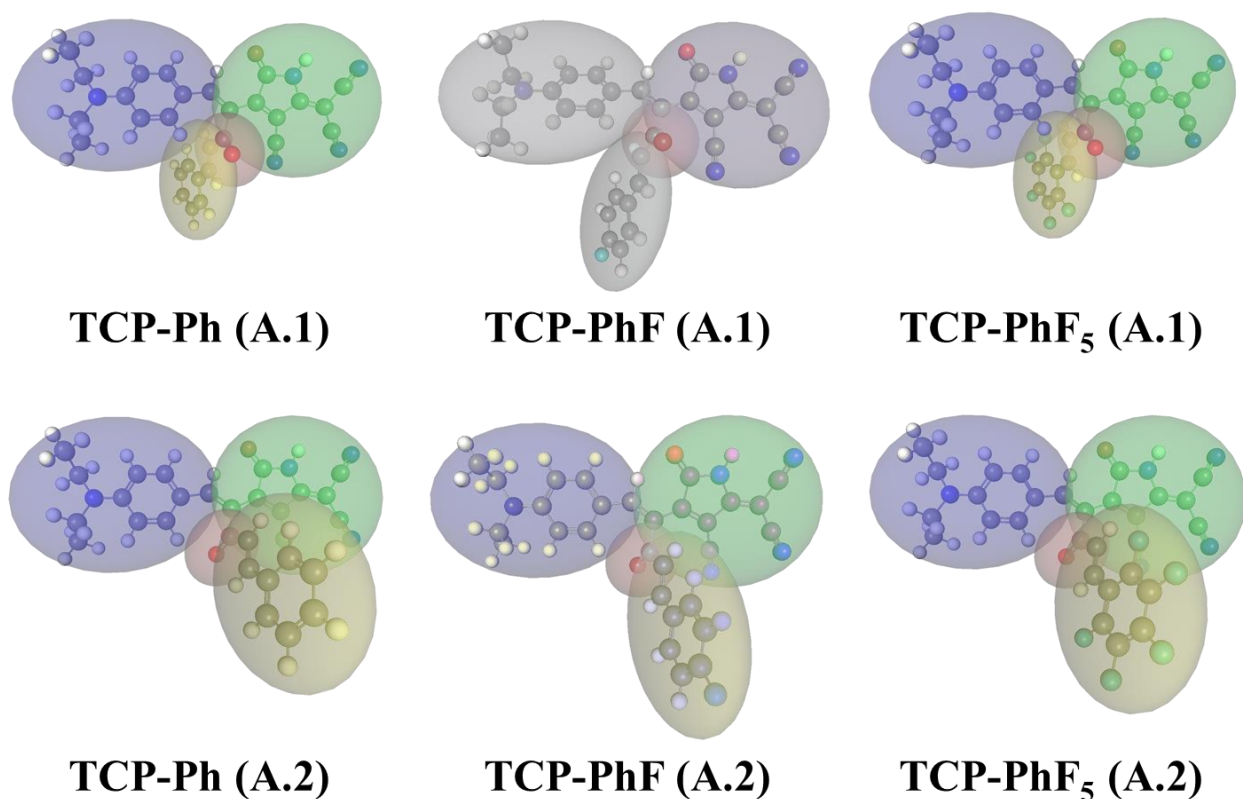 TCP-Ph (A.1) TCP-PhF (A.1) TCP-PhF₅ (A.1)
TCP-Ph (A.2) TCP-PhF (A.2) TCP-PhF₅ (A.2)